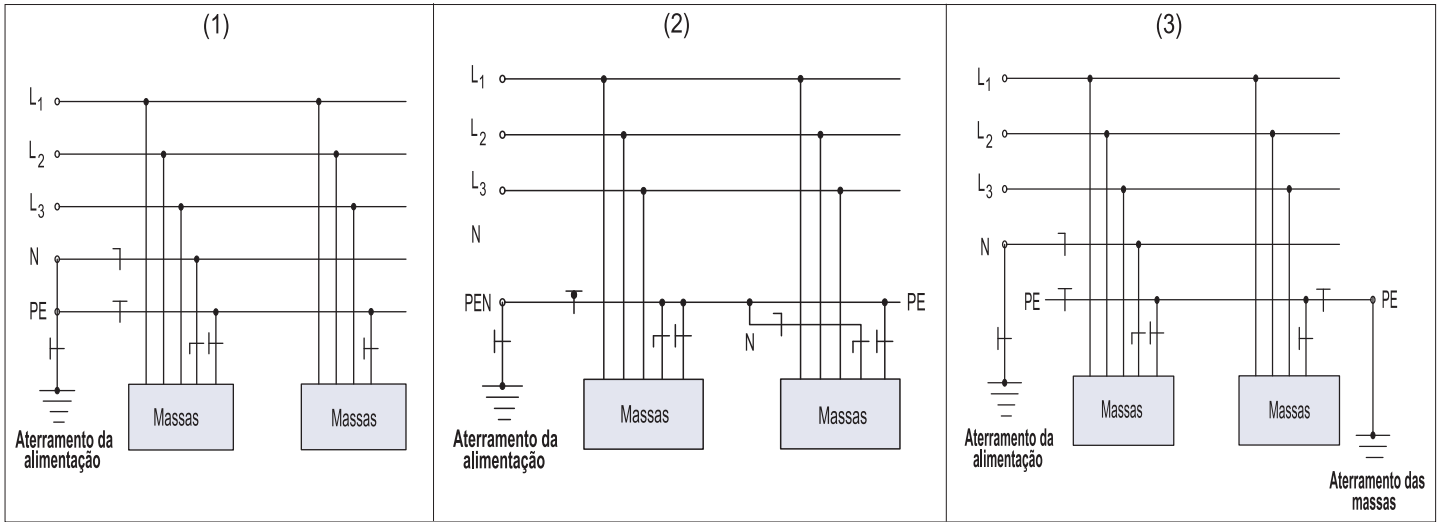 (1)
L1
L2
L3
N
PE
Massas
Massas
Aterramento da
alimentação
(2)
L1
L2
L3
N
PEN
PE
N
Massas
Massas
Aterramento da
alimentação
(3)
L1
L2
L3
N
PE
PE
Massas
Massas
Aterramento da
alimentação
Aterramento das
massas